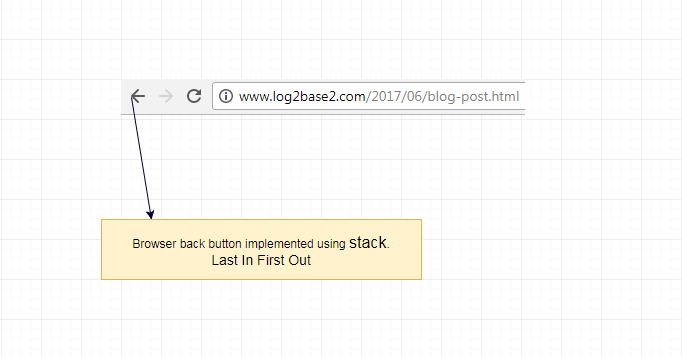 www.log2base2.com/2017/06/blog-post.html
Browser back button implemented using stack.
Last In First Out